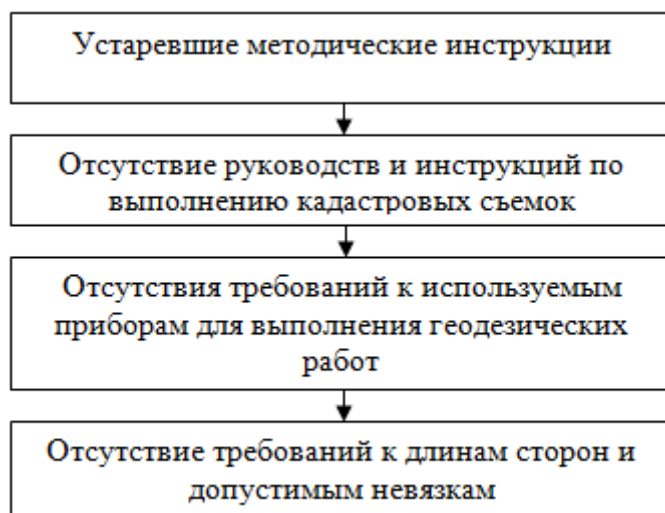 Устаревшие методические инструкции
Отсутствие руководств и инструкций по
выполнению кадастровых съемок
Отсутствия требований к используемым
приборам для выполнения геодезических
работ
Отсутствие требований к длинам сторон и
допустимым невязкам